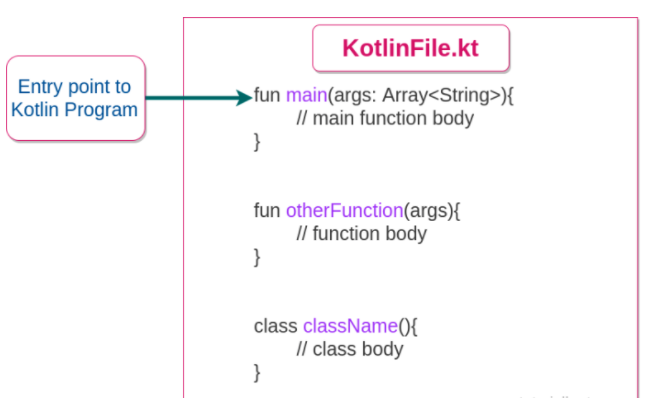 KotlinFile.kt
Entry point to
Kotlin Program
fun main(args: Array<String>){
// main function body
}
fun otherFunction(args){
// function body
}
class className(){
// class body
}